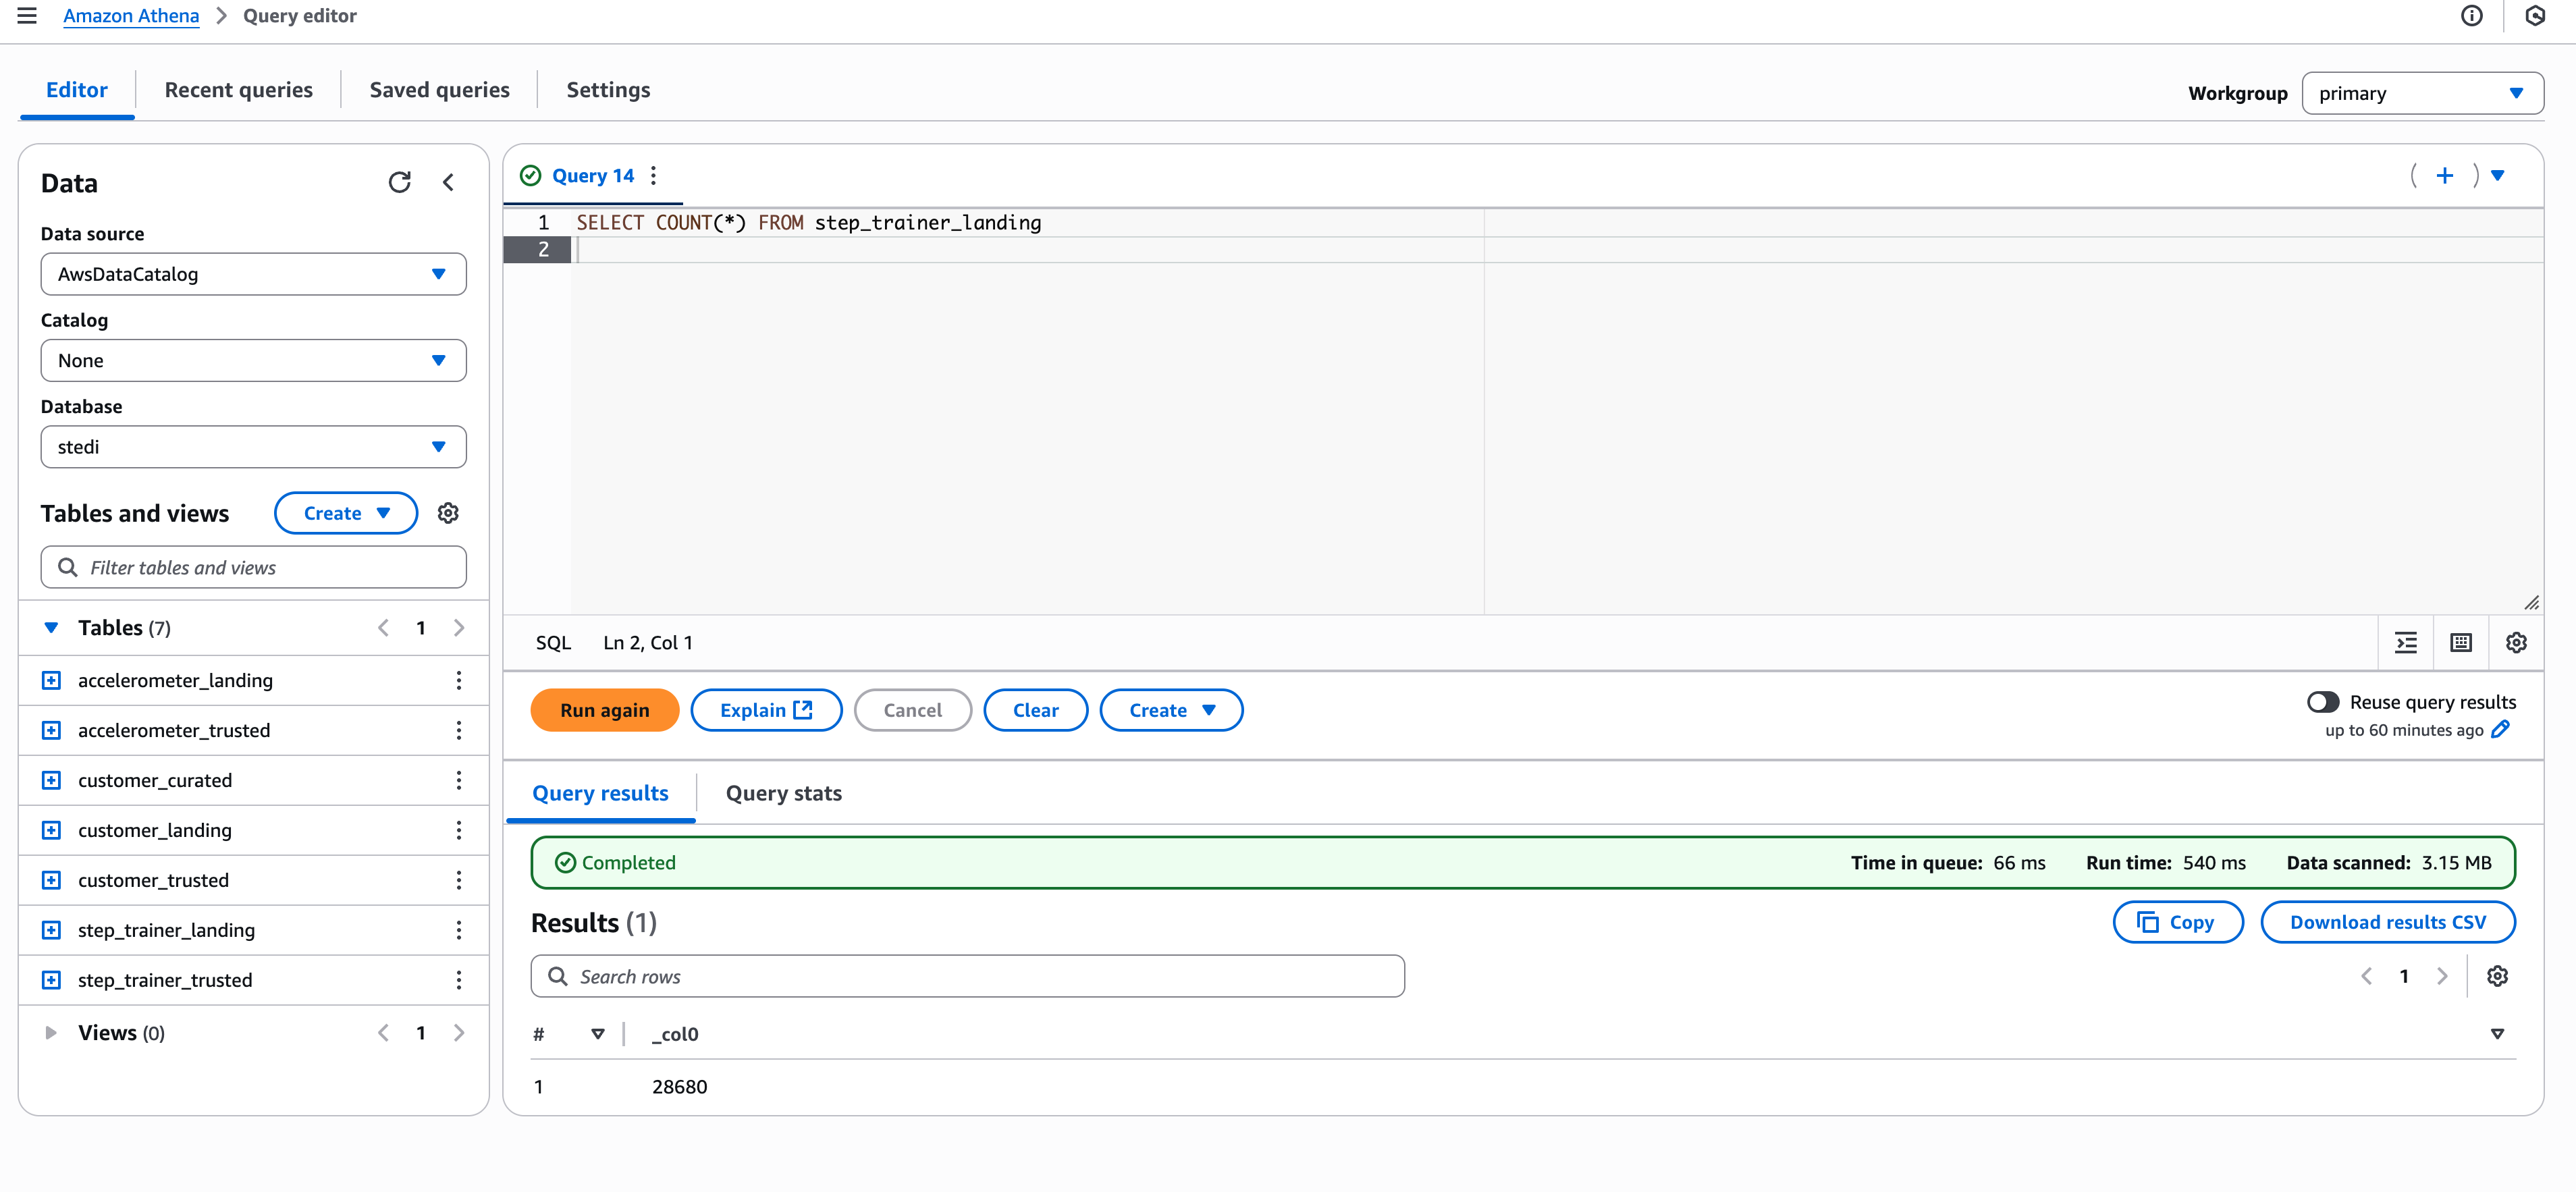 Amazon Athena > Query editor
Editor Recent queries Saved queries Settings
Workgroup primary
Data
Data source
AwsDataCatalog
Catalog
None
Database
stedi
Tables and views Create
Filter tables and views
Tables (7) < 1 >
accelerometer_landing
accelerometer_trusted
customer_curated
customer_landing
customer_trusted
step_trainer_landing
step_trainer_trusted
Views (0) < 1 >
Query 14
( + )
1 SELECT COUNT(*) FROM step_trainer_landing
2
SQL Ln 2, Col 1
Run again Explain Cancel Clear Create
Reuse query results
up to 60 minutes ago
Query results Query stats
Completed Time in queue: 66 ms Run time: 540 ms Data scanned: 3.15 MB
Results (1) Copy Download results CSV
Search rows
< 1 >
# _col0
1 28680